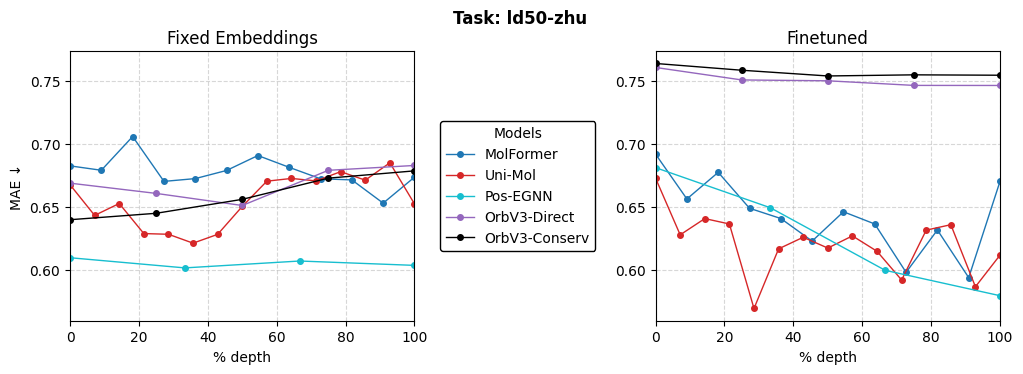 Task: ld50-zhu
Fixed Embeddings
MAE ↓
0.75
0.70
0.65
0.60
0 20 40 60 80 100
% depth
Models
MolFormer
Uni-Mol
Pos-EGNN
OrbV3-Direct
OrbV3-Conserv
Finetuned
0.75
0.70
0.65
0.60
0 20 40 60 80 100
% depth